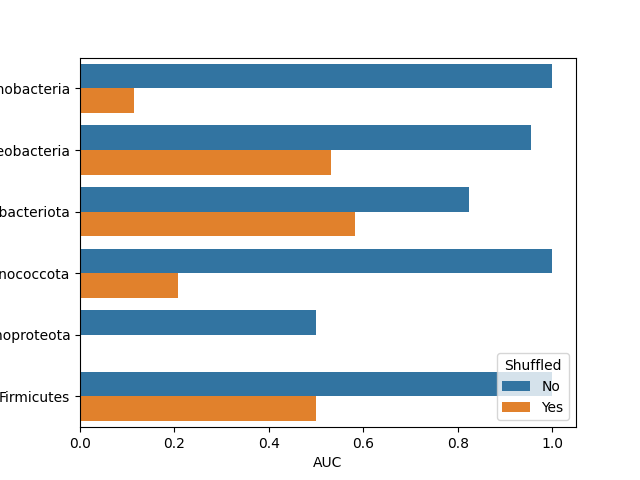 nobacteria
eobacteria
bacteriota
nococcota
noproteota
Firmicutes
Shuffled
No
Yes
0.0 0.2 0.4 0.6 0.8 1.0
AUC